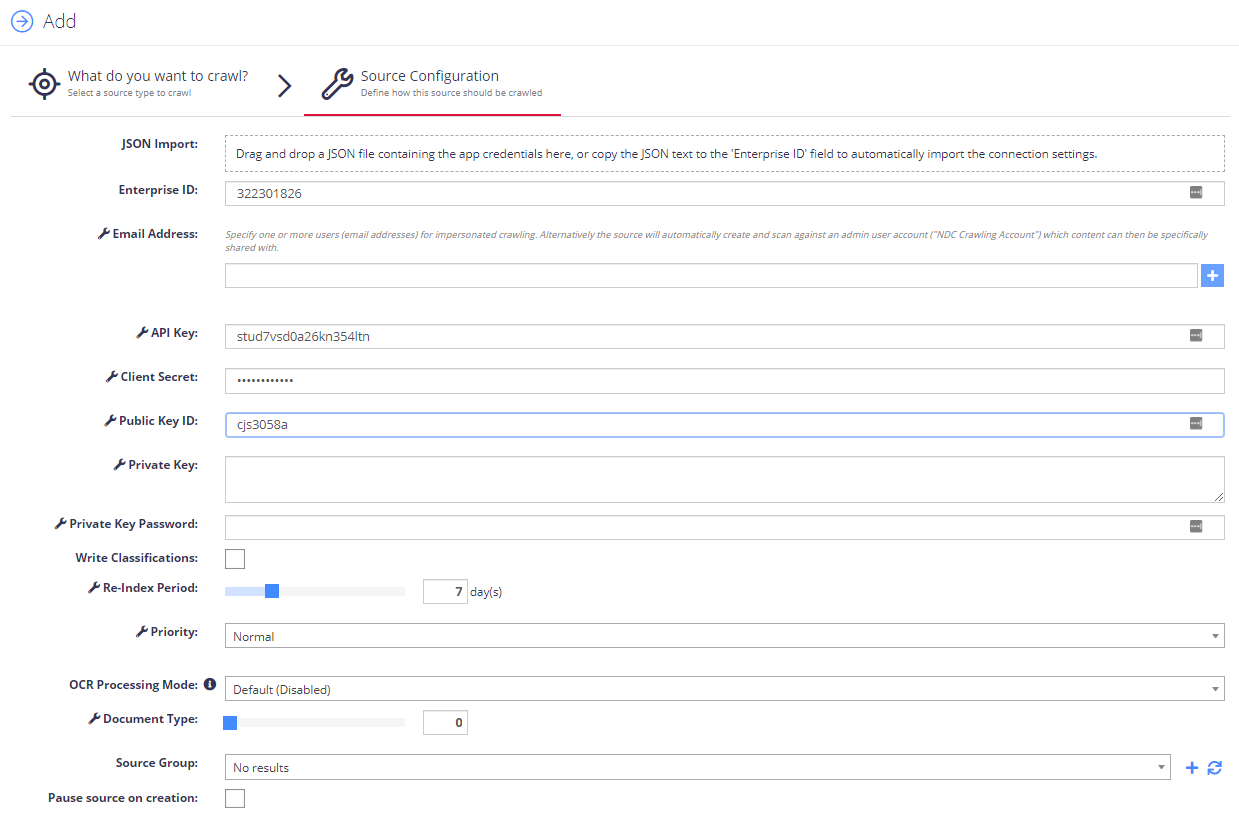 Add
What do you want to crawl?
Select a source type to crawl
Source Configuration
Define how this source should be crawled
JSON Import:
Drag and drop a JSON file containing the app credentials here, or copy the JSON text to the 'Enterprise ID' field to automatically import the connection settings.
Enterprise ID:
322301826
Email Address:
Specify one or more users (email addresses) for impersonated crawling. Alternatively the source will automatically create and scan against an admin user account ("NDC Crawling Account") which content can then be specifically
shared with.
API Key:
stud7vsd0a26kn354ltn
Client Secret:
••••••••••••
Public Key ID:
cjs3058a
Private Key:
Private Key Password:
Write Classifications:
Re-Index Period:
7 day(s)
Priority:
Normal
OCR Processing Mode:
Default (Disabled)
Document Type:
0
Source Group:
No results
Pause source on creation: